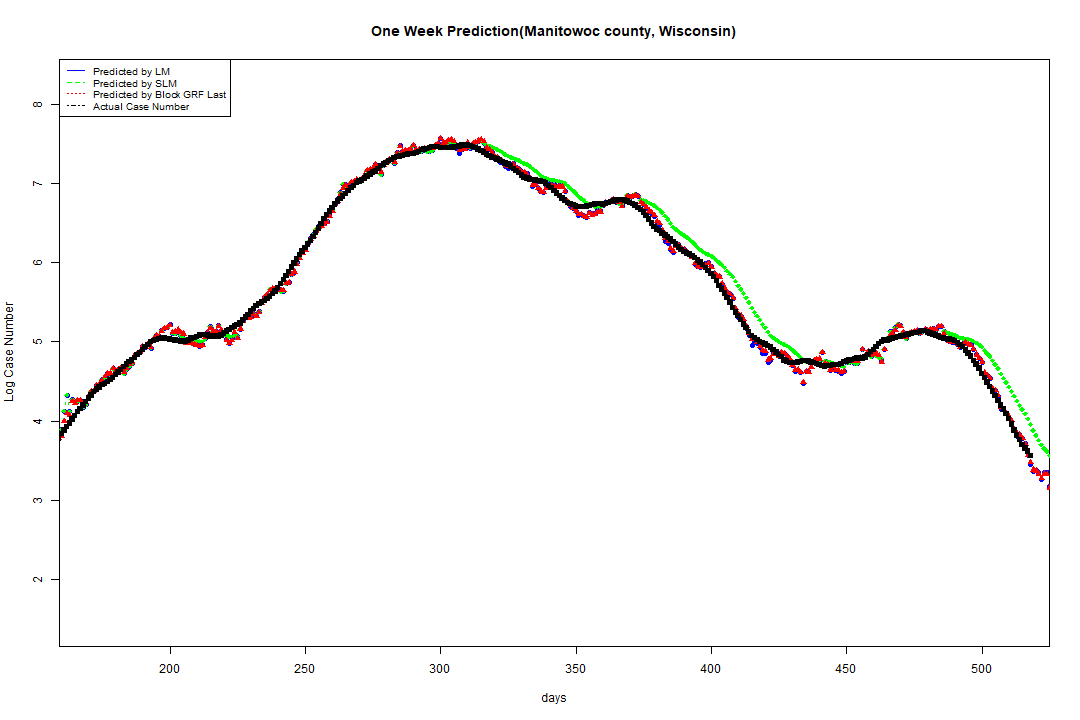 One Week Prediction(Manitowoc county, Wisconsin)
Predicted by LM
Predicted by SLM
Predicted by Block GRF Last
Actual Case Number
8
7
6
5
4
3
2
Log Case Number
200 250 300 350 400 450 500
days